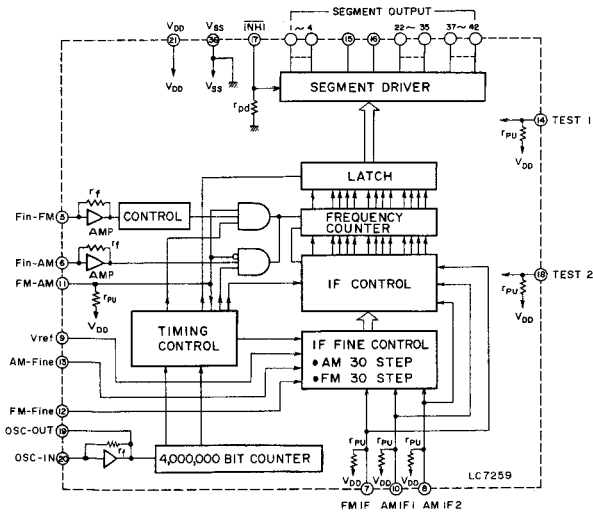 SEGMENT OUTPUT
VDD VSS INH 1 ~ 4 22~ 35 37~ 42
21 36 17 15 16
VDD VSS rpd
SEGMENT DRIVER
14 TEST 1
rPU
VDD
LATCH
rf
Fin-FM 5 AMP
CONTROL
FREQUENCY
COUNTER
rf
Fin-AM 6 AMP
FM-AM 11
rPU
VDD
IF CONTROL
18 TEST 2
rPU
VDD
TIMING
CONTROL
Vref 9
AM-Fine 13
IF FINE CONTROL
•AM 30 STEP
•FM 30 STEP
FM-Fine 12
OSC-OUT 19
rf
OSC-IN 20
4,000,000 BIT COUNTER
rPU rPU rPU
VDD VDD VDD
LC7259
7 10 8
FM IF AM IF1 AM IF2